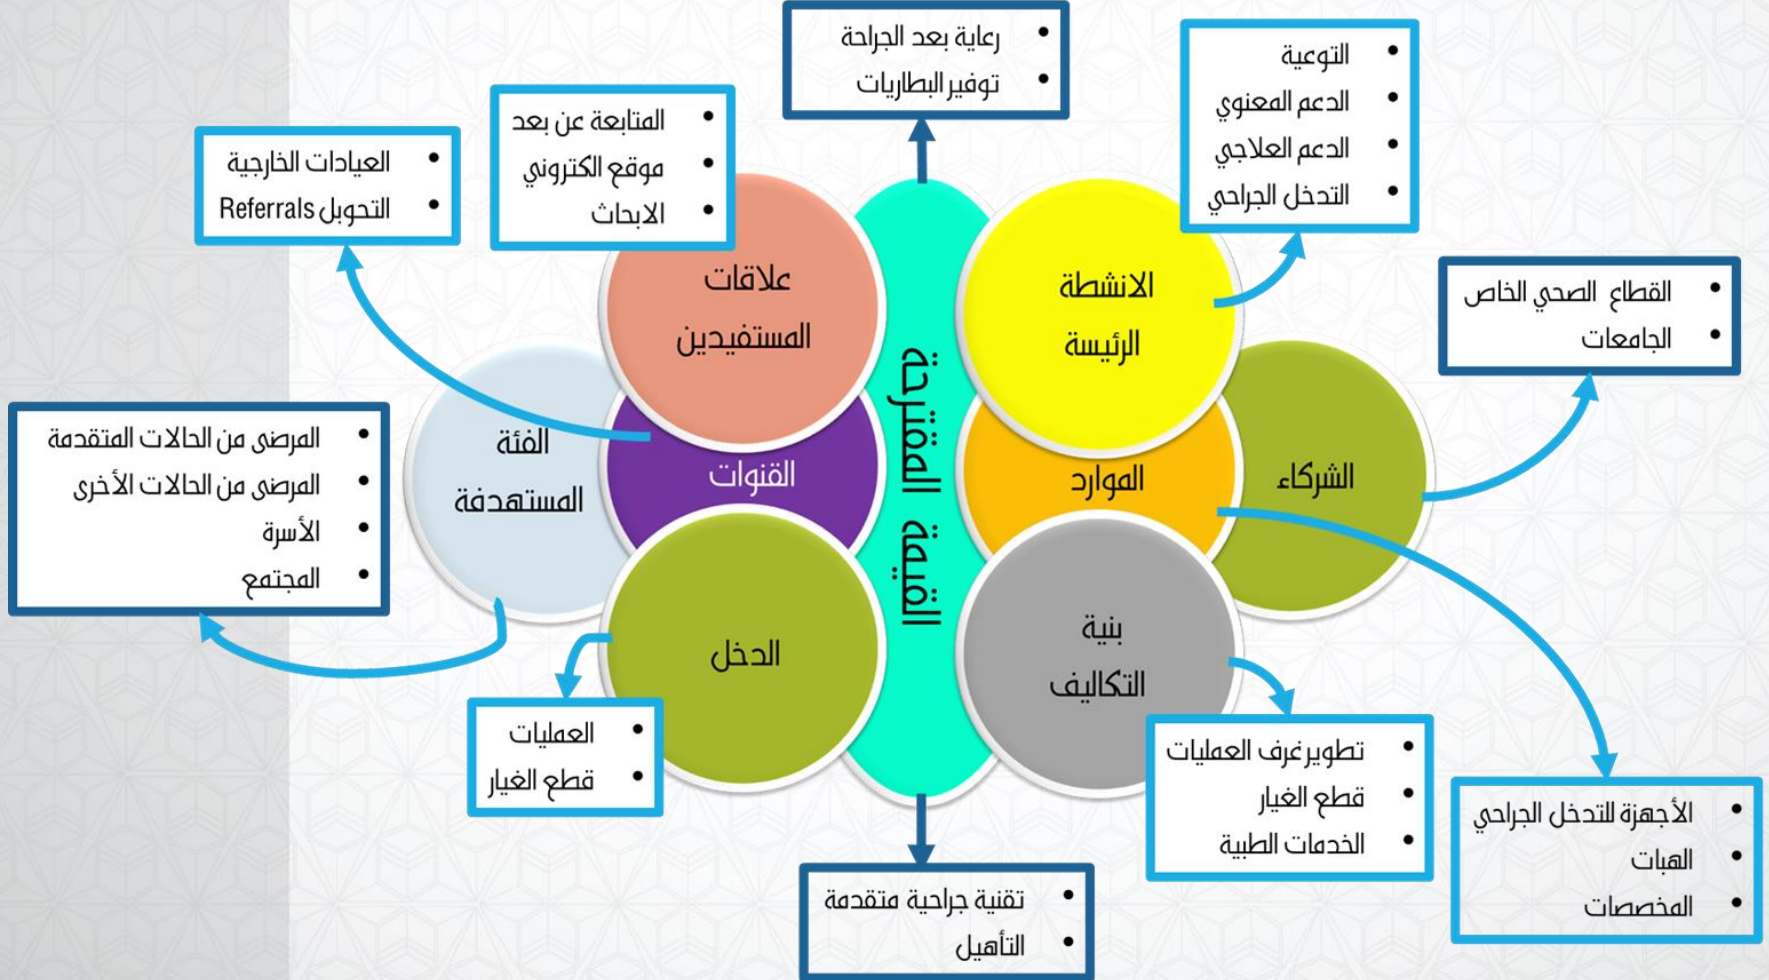 رعاية بعد الجراحة
توفير البطاريات
التوعية
الدعم المعنوي
الدعم العلاجي
التدخل الجراحي
المتابعة عن بعد
موقع الكتروني
الابحاث
العيادات الخارجية
التحويل Referrals
القطاع الصحي الخاص
الجامعات
الانشطة
الرئيسة
علاقات
المستفيدين
القيمة المقترحة
الشركاء
الموارد
القنوات
الفئة
المستهدفة
المرضى من الحالات المتقدمة
المرضى من الحالات الأخرى
الأسرة
المجتمع
بنية
التكاليف
الدخل
العمليات
قطع الغيار
تطوير غرف العمليات
قطع الغيار
الخدمات الطبية
الأجهزة للتدخل الجراحي
الهبات
المخصصات
تقنية جراحية متقدمة
التأهيل